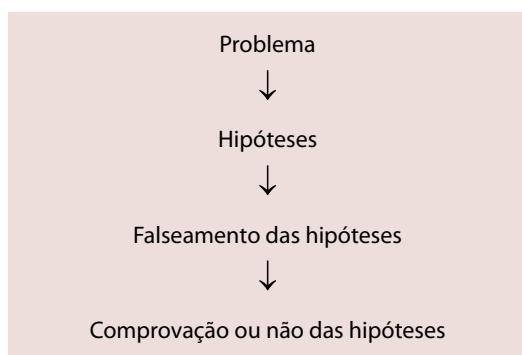 Problema
↓
Hipóteses
↓
Falseamento das hipóteses
↓
Comprovação ou não das hipóteses